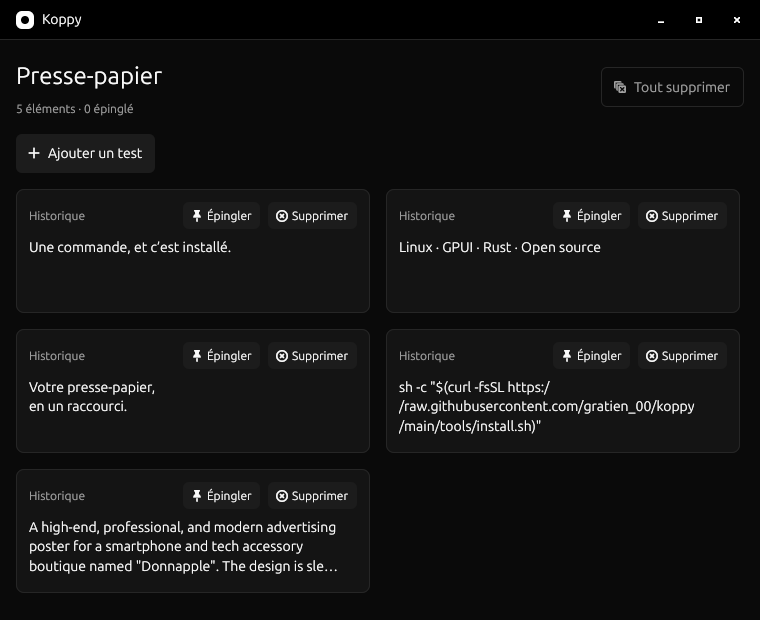 Koppy
Presse-papier
5 éléments · 0 épinglé
Tout supprimer
Ajouter un test
Historique
Épingler
Supprimer
Une commande, et c’est installé.
Historique
Épingler
Supprimer
Linux · GPUI · Rust · Open source
Historique
Épingler
Supprimer
Votre presse-papier,
en un raccourci.
Historique
Épingler
Supprimer
sh -c "$(curl -fsSL https:/
/raw.githubusercontent.com/gratien_00/koppy
/main/tools/install.sh)"
Historique
Épingler
Supprimer
A high-end, professional, and modern advertising
poster for a smartphone and tech accessory
boutique named "Donnapple". The design is sle…